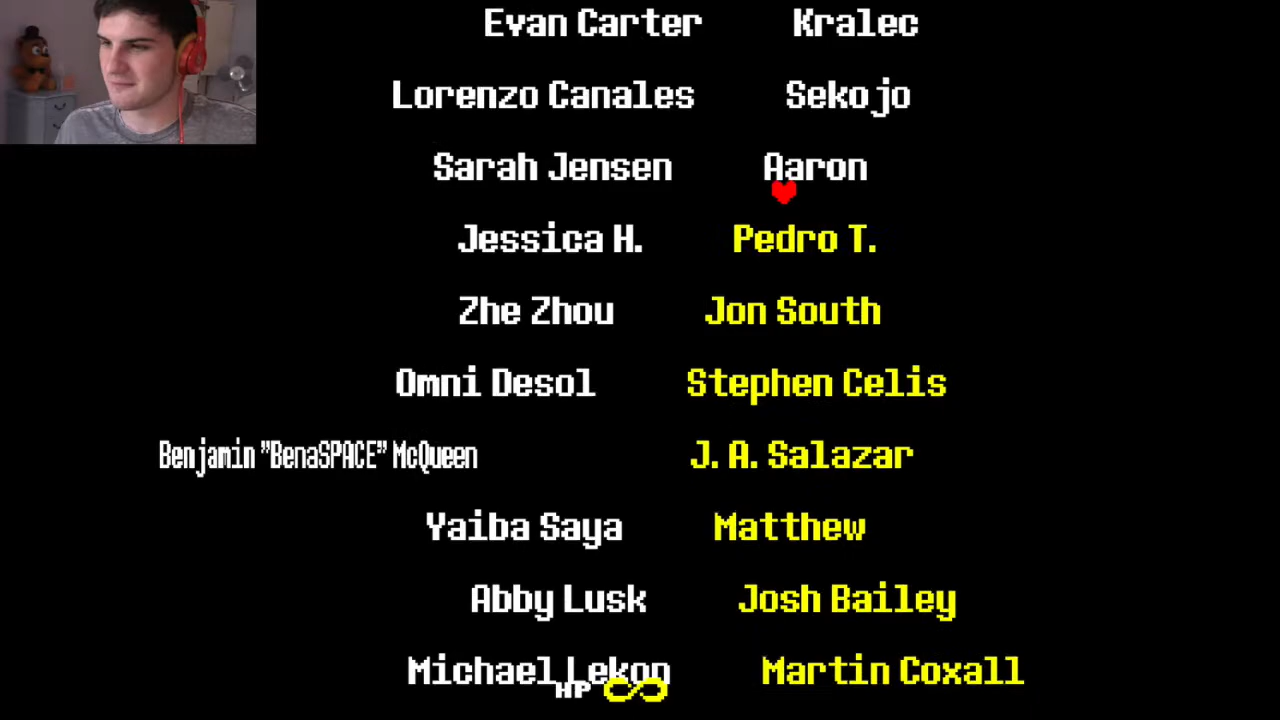 Evan Carter Kralec
Lorenzo Canales Sekojo
Sarah Jensen Aaron
Jessica H. Pedro T.
Zhe Zhou Jon South
Omni Desol Stephen Celis
Benjamin "BenaSPACE" McQueen J. A. Salazar
Yaiba Saya Matthew
Abby Lusk Josh Bailey
Michael Lekon Martin Coxall
HP ∞